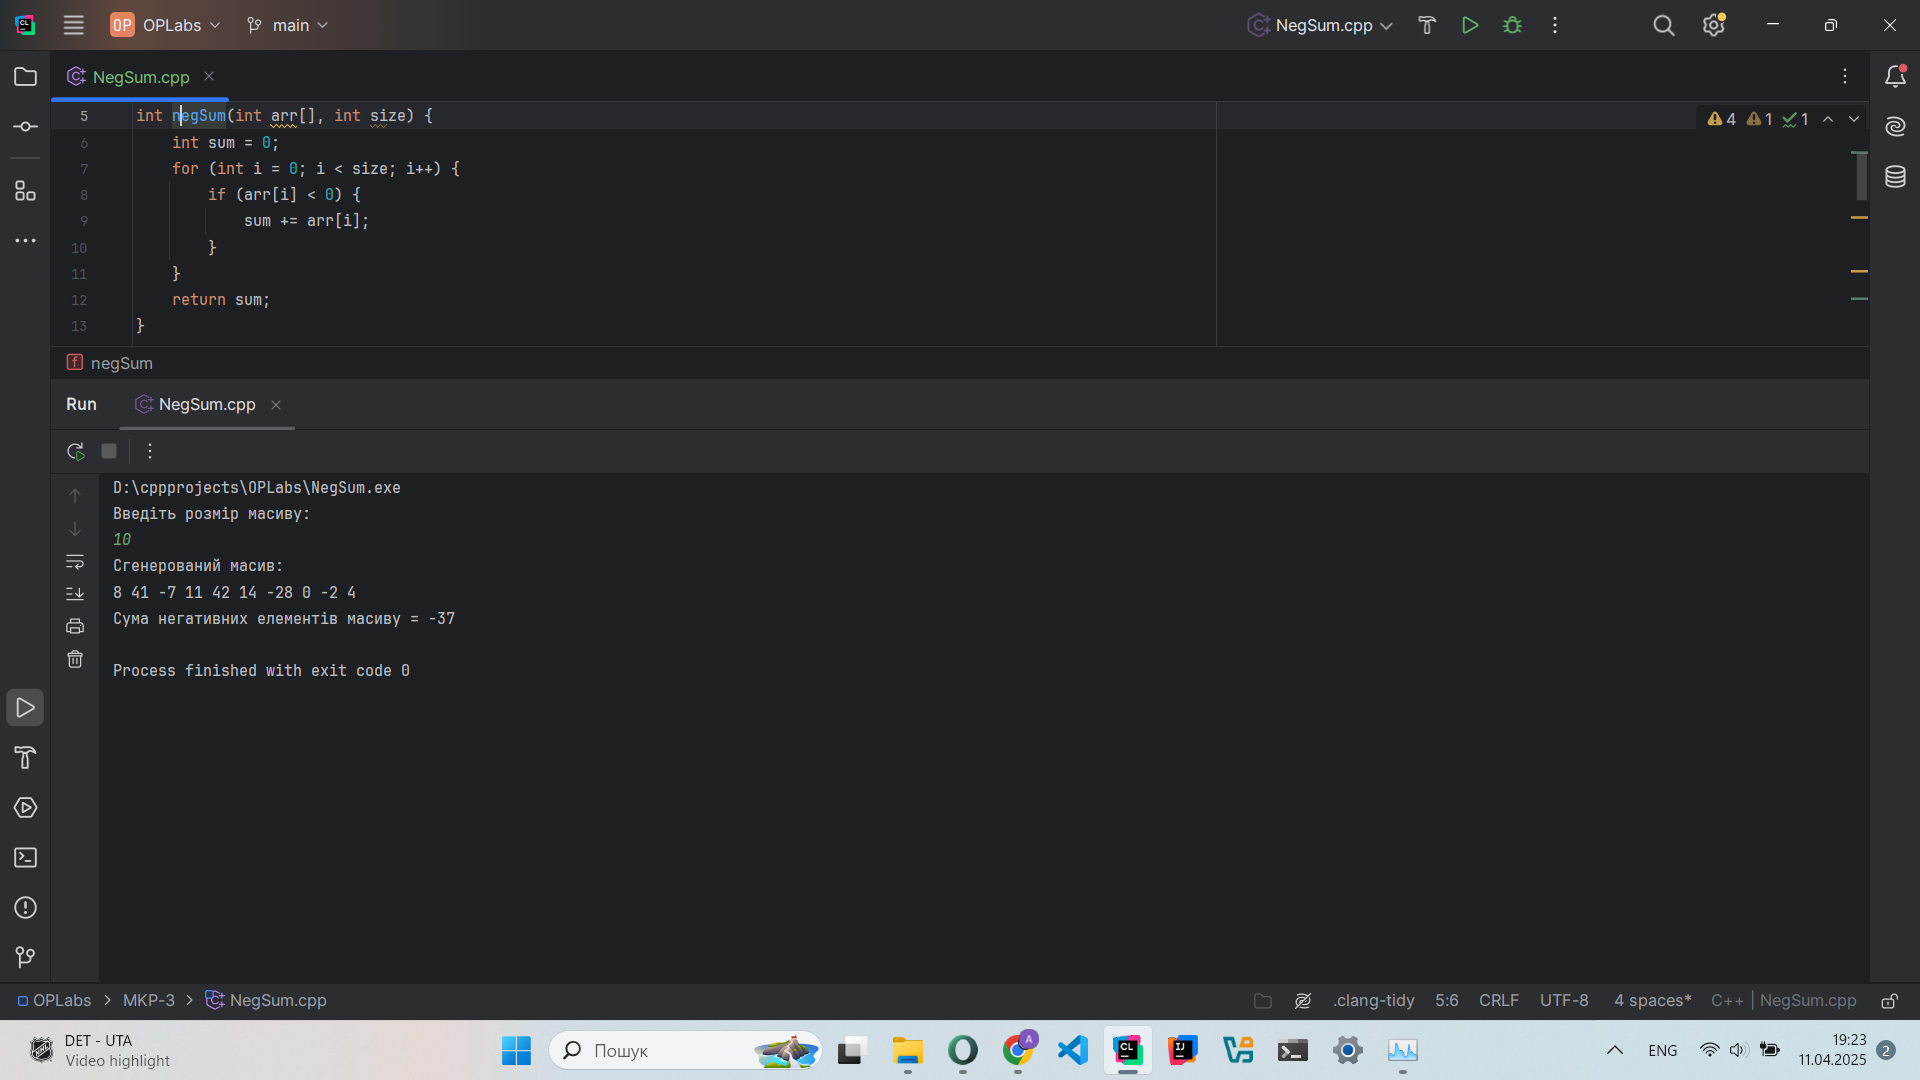 OP OPLabs main NegSum.cpp
NegSum.cpp
5 int negSum(int arr[], int size) { 4 1 1
6 int sum = 0;
7 for (int i = 0; i < size; i++) {
8 if (arr[i] < 0) {
9 sum += arr[i];
10 }
11 }
12 return sum;
13 }
f negSum
Run NegSum.cpp
D:\cppprojects\OPLabs\NegSum.exe
Введіть розмір масиву:
10
Сгенерований масив:
8 41 -7 11 42 14 -28 0 -2 4
Сума негативних елементів масиву = -37
Process finished with exit code 0
OPLabs > MKP-3 > NegSum.cpp .clang-tidy 5:6 CRLF UTF-8 4 spaces* C++ | NegSum.cpp
DET - UTA
Video highlight
Пошук
ENG
19:23
11.04.2025
2